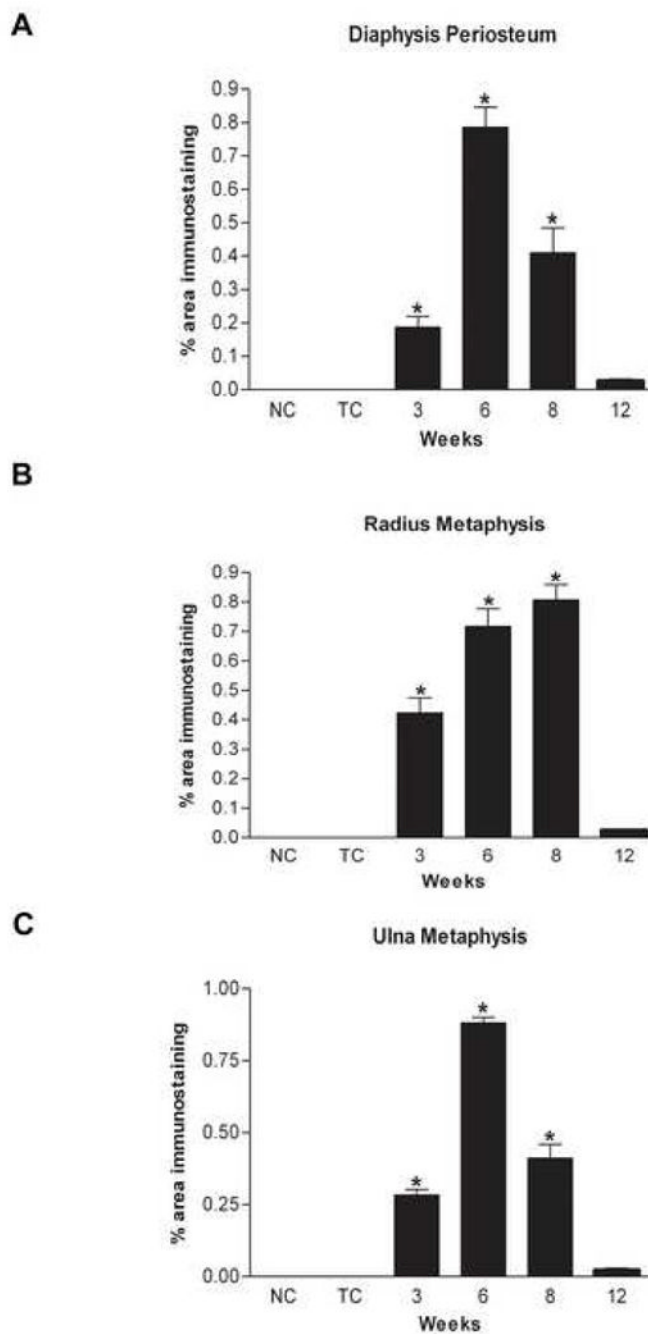 A
Diaphysis Periosteum
% area immunostaining
0.9
0.8
0.7
0.6
0.5
0.4
0.3
0.2
0.1
0.0
* * *
NC TC 3 6 8 12
Weeks
B
Radius Metaphysis
% area immunostaining
0.9
0.8
0.7
0.6
0.5
0.4
0.3
0.2
0.1
0.0
* * *
NC TC 3 6 8 12
Weeks
C
Ulna Metaphysis
% area immunostaining
1.00
0.75
0.50
0.25
0.00
* * *
NC TC 3 6 8 12
Weeks